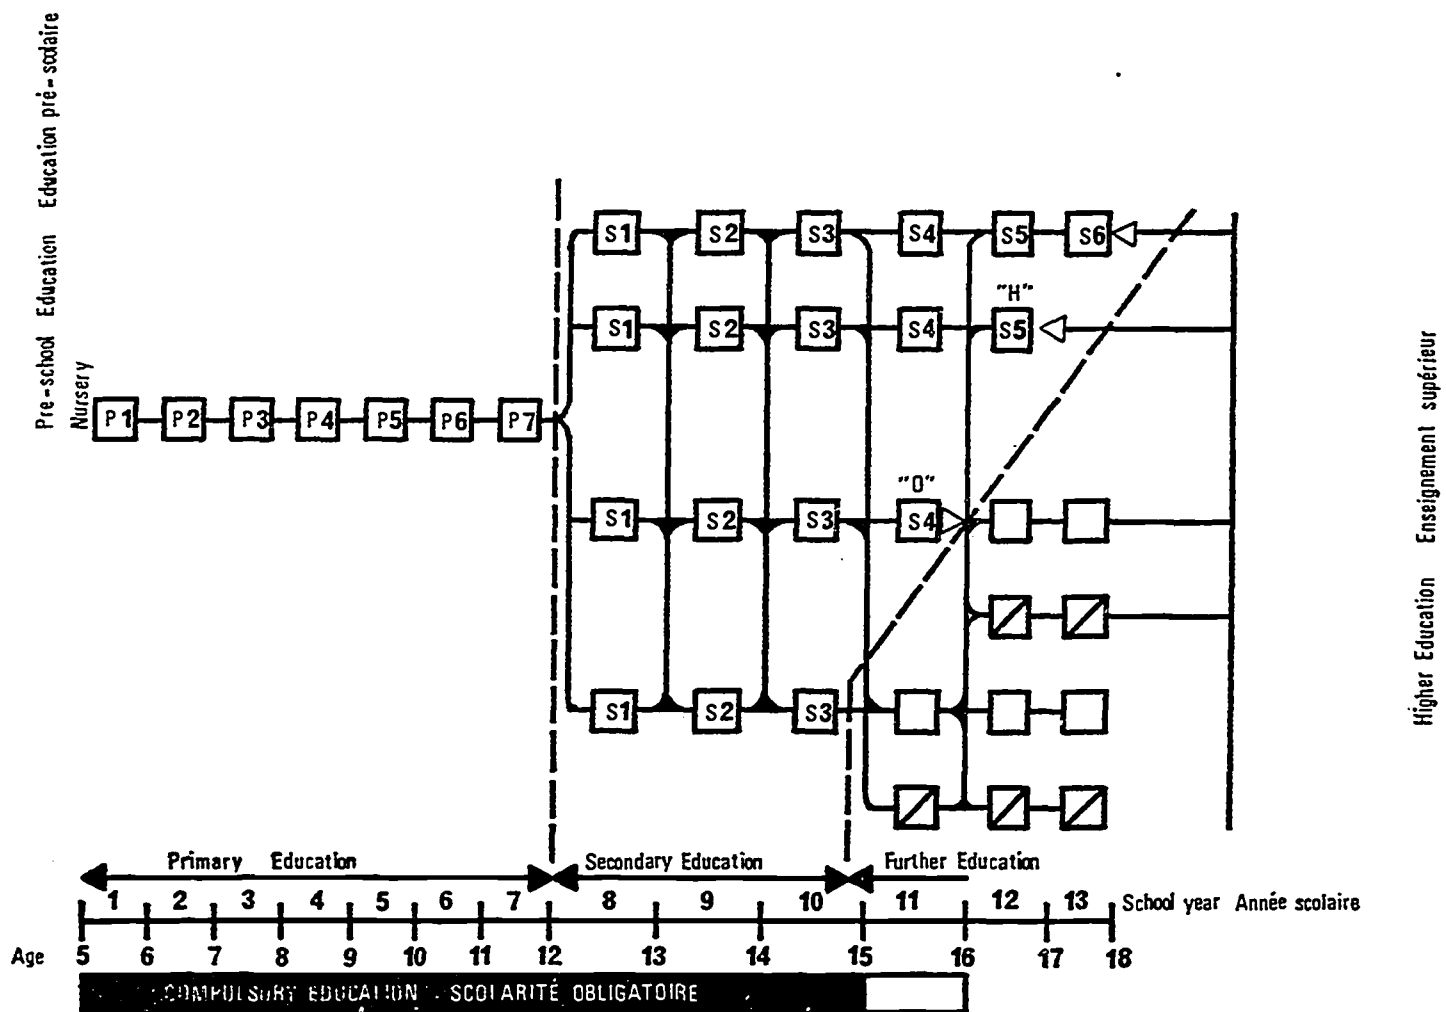 Pre-school Education Education pré-scolaire
Nursery
S1 S2 S3 S4 S5 S6
"H"
S1 S2 S3 S4 S5
P1 P2 P3 P4 P5 P6 P7
"O"
S1 S2 S3 S4
S1 S2 S3
Higher Education Enseignement supérieur
Primary Education Secondary Education Further Education
1 2 3 4 5 6 7 8 9 10 11 12 13 School year Année scolaire
Age 5 6 7 8 9 10 11 12 13 14 15 16 17 18
COMPULSORY EDUCATION - SCOLARITÉ OBLIGATOIRE